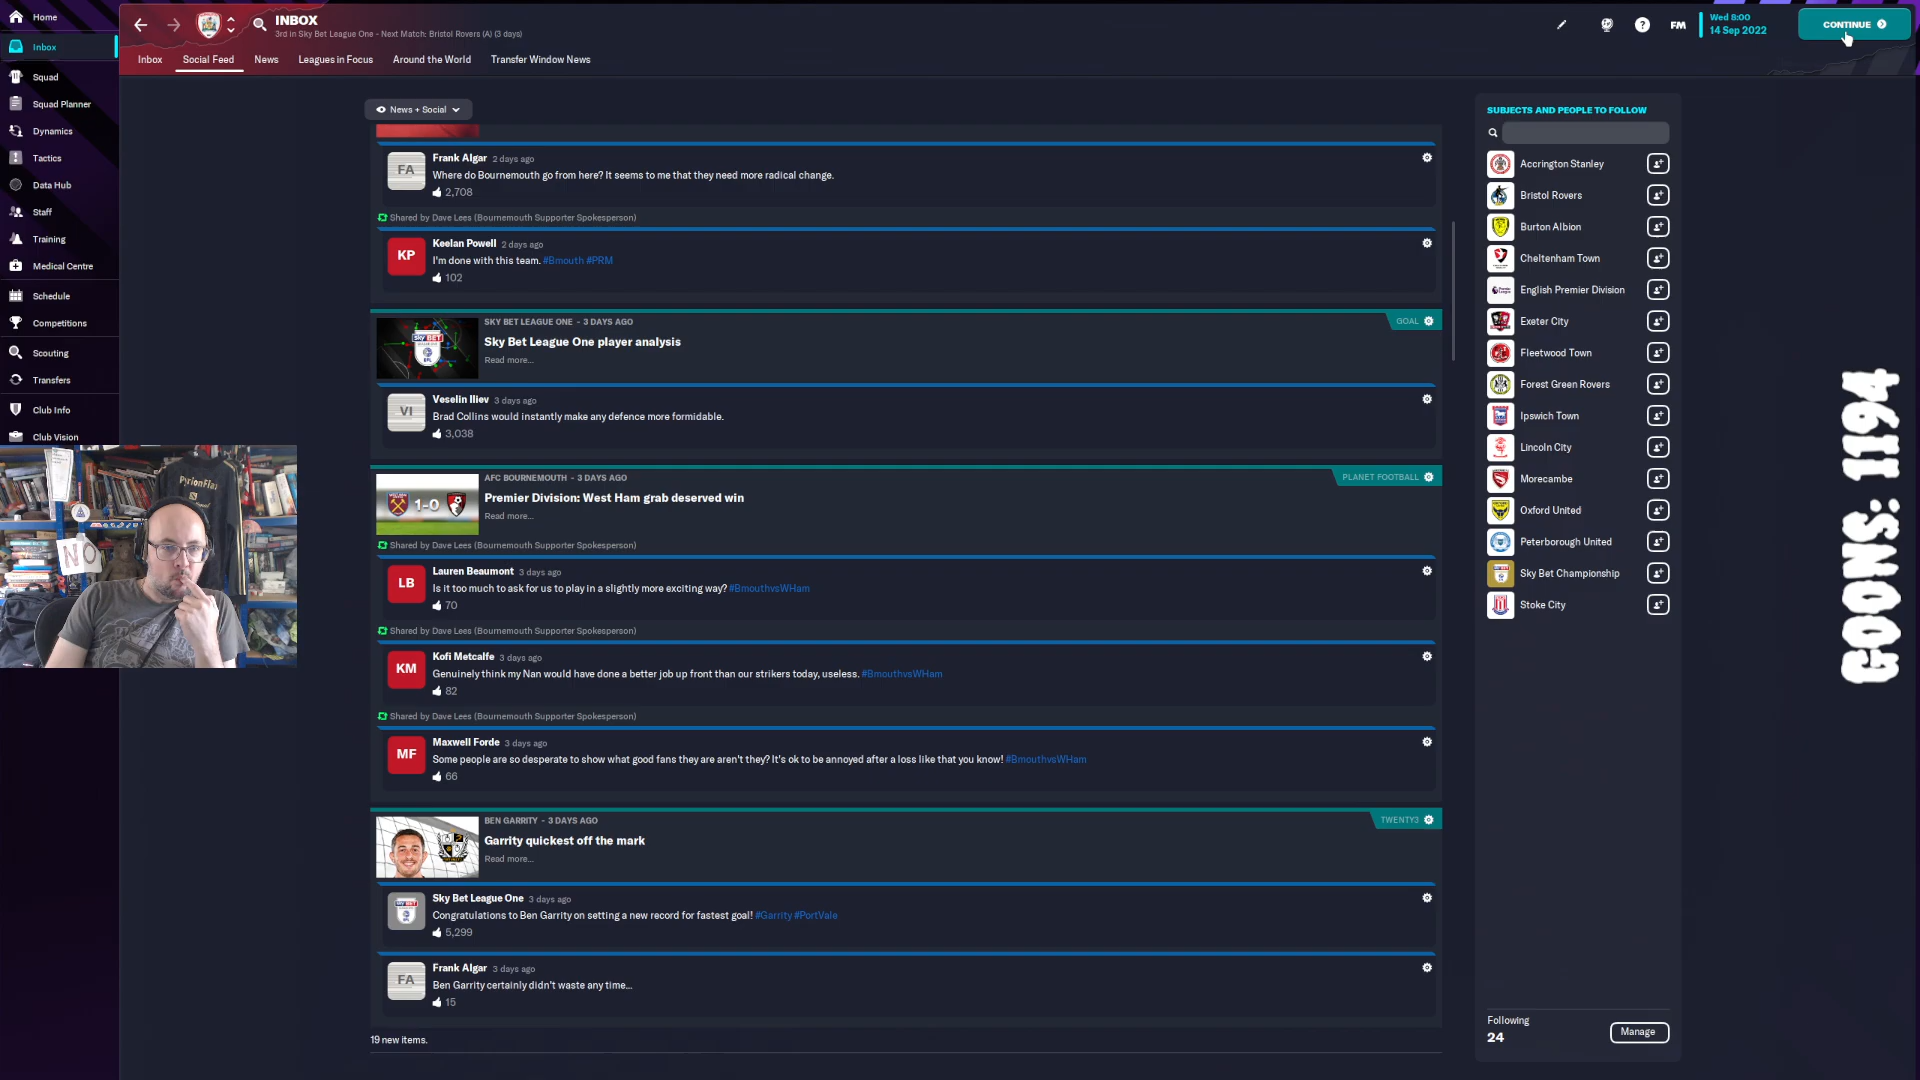 Home
Inbox
Squad
Squad Planner
Dynamics
Tactics
Data Hub
Staff
Training
Medical Centre
Schedule
Competitions
Scouting
Transfers
Club Info
Club Vision
INBOX
3rd in Sky Bet League One - Next Match: Bristol Rovers (A) (3 days)
FM
Wed 8:00
14 Sep 2022
CONTINUE
Inbox Social Feed News Leagues in Focus Around the World Transfer Window News
News + Social
FA
Frank Algar 2 days ago
Where do Bournemouth go from here? It seems to me that they need more radical change.
2,708
Shared by Dave Lees (Bournemouth Supporter Spokesperson)
KP
Keelan Powell 2 days ago
I'm done with this team. #Bmouth #PRM
102
SKY BET LEAGUE ONE - 3 DAYS AGO
GOAL
Sky Bet League One player analysis
Read more...
VI
Veselin Iliev 3 days ago
Brad Collins would instantly make any defence more formidable.
3,038
AFC BOURNEMOUTH - 3 DAYS AGO
PLANET FOOTBALL
1-0
Premier Division: West Ham grab deserved win
Read more...
Shared by Dave Lees (Bournemouth Supporter Spokesperson)
LB
Lauren Beaumont 3 days ago
Is it too much to ask for us to play in a slightly more exciting way? #BmouthvsWHam
70
Shared by Dave Lees (Bournemouth Supporter Spokesperson)
KM
Kofi Metcalfe 3 days ago
Genuinely think my Nan would have done a better job up front than our strikers today, useless. #BmouthvsWHam
82
Shared by Dave Lees (Bournemouth Supporter Spokesperson)
MF
Maxwell Forde 3 days ago
Some people are so desperate to show what good fans they are aren't they? It's ok to be annoyed after a loss like that you know! #BmouthvsWHam
66
BEN GARRITY - 3 DAYS AGO
TWENTY3
Garrity quickest off the mark
Read more...
Sky Bet League One 3 days ago
Congratulations to Ben Garrity on setting a new record for fastest goal! #Garrity #PortVale
5,299
FA
Frank Algar 3 days ago
Ben Garrity certainly didn't waste any time...
15
19 new items.
SUBJECTS AND PEOPLE TO FOLLOW
Accrington Stanley
Bristol Rovers
Burton Albion
Cheltenham Town
English Premier Division
Exeter City
Fleetwood Town
Forest Green Rovers
Ipswich Town
Lincoln City
Morecambe
Oxford United
Peterborough United
Sky Bet Championship
Stoke City
Following
24
Manage
GOONS: 1194
NO